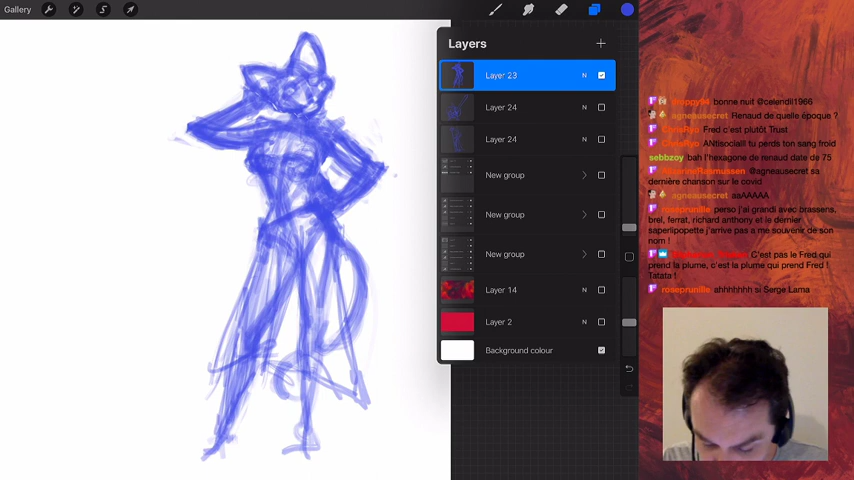 Gallery
Layers
Layer 23
N
Layer 24
N
Layer 24
N
New group
New group
New group
Layer 14
N
Layer 2
N
Background colour
bonne nuit @celendil1966
agneausecret Renaud de quelle époque ?
ChrisRyo Fred c'est plutôt Trust
ChrisRyo ANtisocialll tu perds ton sang froid
sebbzoy bah l'hexagone de renaud date de 75
@agneausecret sa
dernière chanson sur le covid
agneausecret aaAAAAA
roseprunille perso j'ai grandi avec brassens,
brel, ferrat, richard anthony et le dernier
saperlipopette j'arrive pas a me souvenir de son
nom !
C'est pas le Fred qui
prend la plume, c'est la plume qui prend Fred !
Tatata !
roseprunille ahhhhhhh si Serge Lama